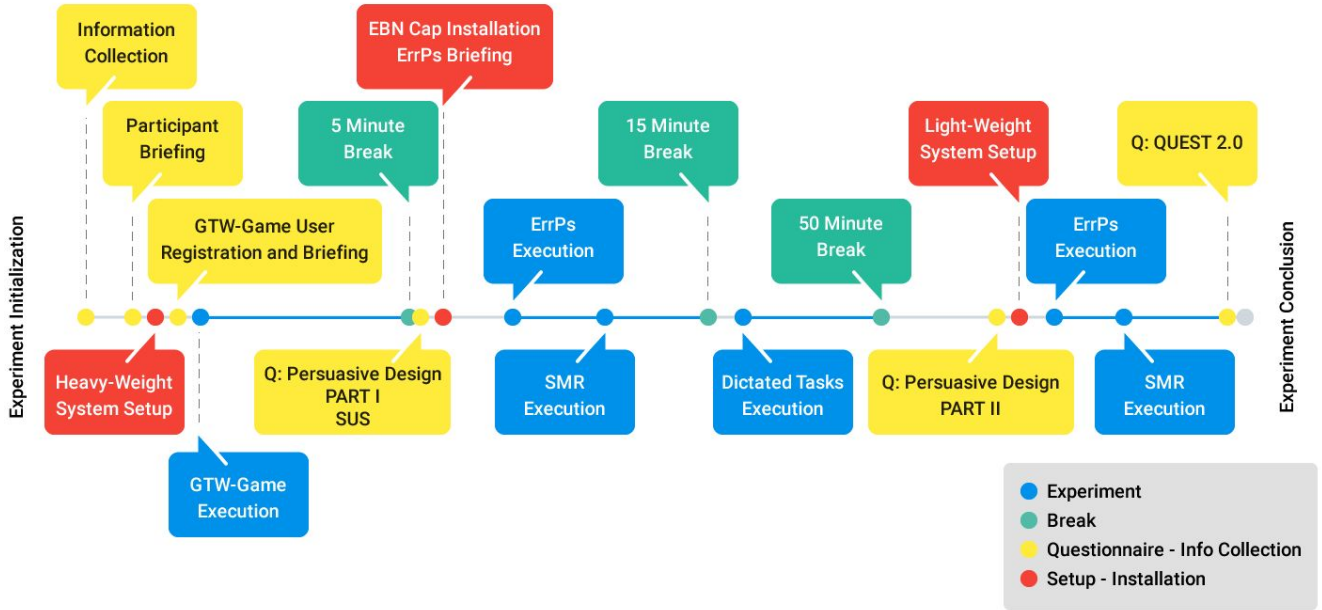 Experiment Initialization
Information
Collection
Participant
Briefing
Heavy-Weight
System Setup
GTW-Game User
Registration and Briefing
GTW-Game
Execution
5 Minute
Break
Q: Persuasive Design
PART I
SUS
EBN Cap Installation
ErrPs Briefing
ErrPs
Execution
SMR
Execution
15 Minute
Break
Dictated Tasks
Execution
50 Minute
Break
Q: Persuasive Design
PART II
Light-Weight
System Setup
ErrPs
Execution
SMR
Execution
Q: QUEST 2.0
Experiment Conclusion
Experiment
Break
Questionnaire - Info Collection
Setup - Installation